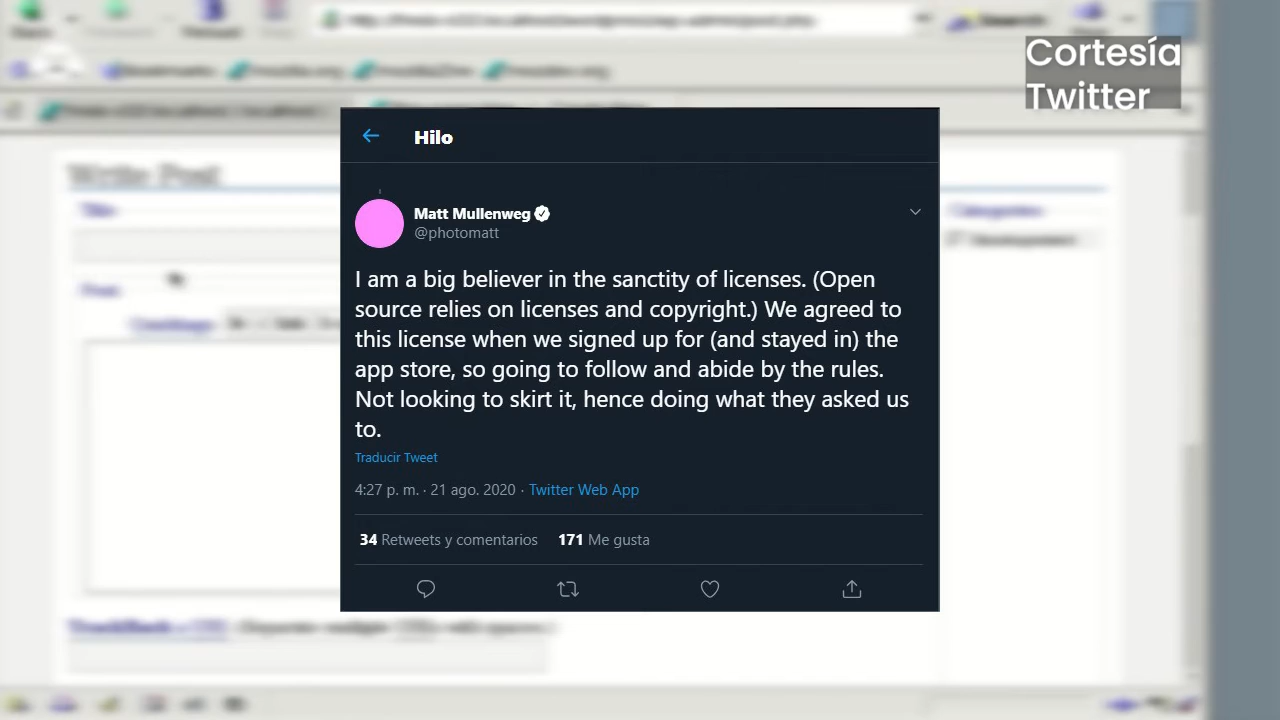 Cortesía
Twitter
Hilo
Matt Mullenweg
@photomatt
I am a big believer in the sanctity of licenses. (Open
source relies on licenses and copyright.) We agreed to
this license when we signed up for (and stayed in) the
app store, so going to follow and abide by the rules.
Not looking to skirt it, hence doing what they asked us
to.
Traducir Tweet
4:27 p. m. · 21 ago. 2020 · Twitter Web App
34 Retweets y comentarios 171 Me gusta
Write Post